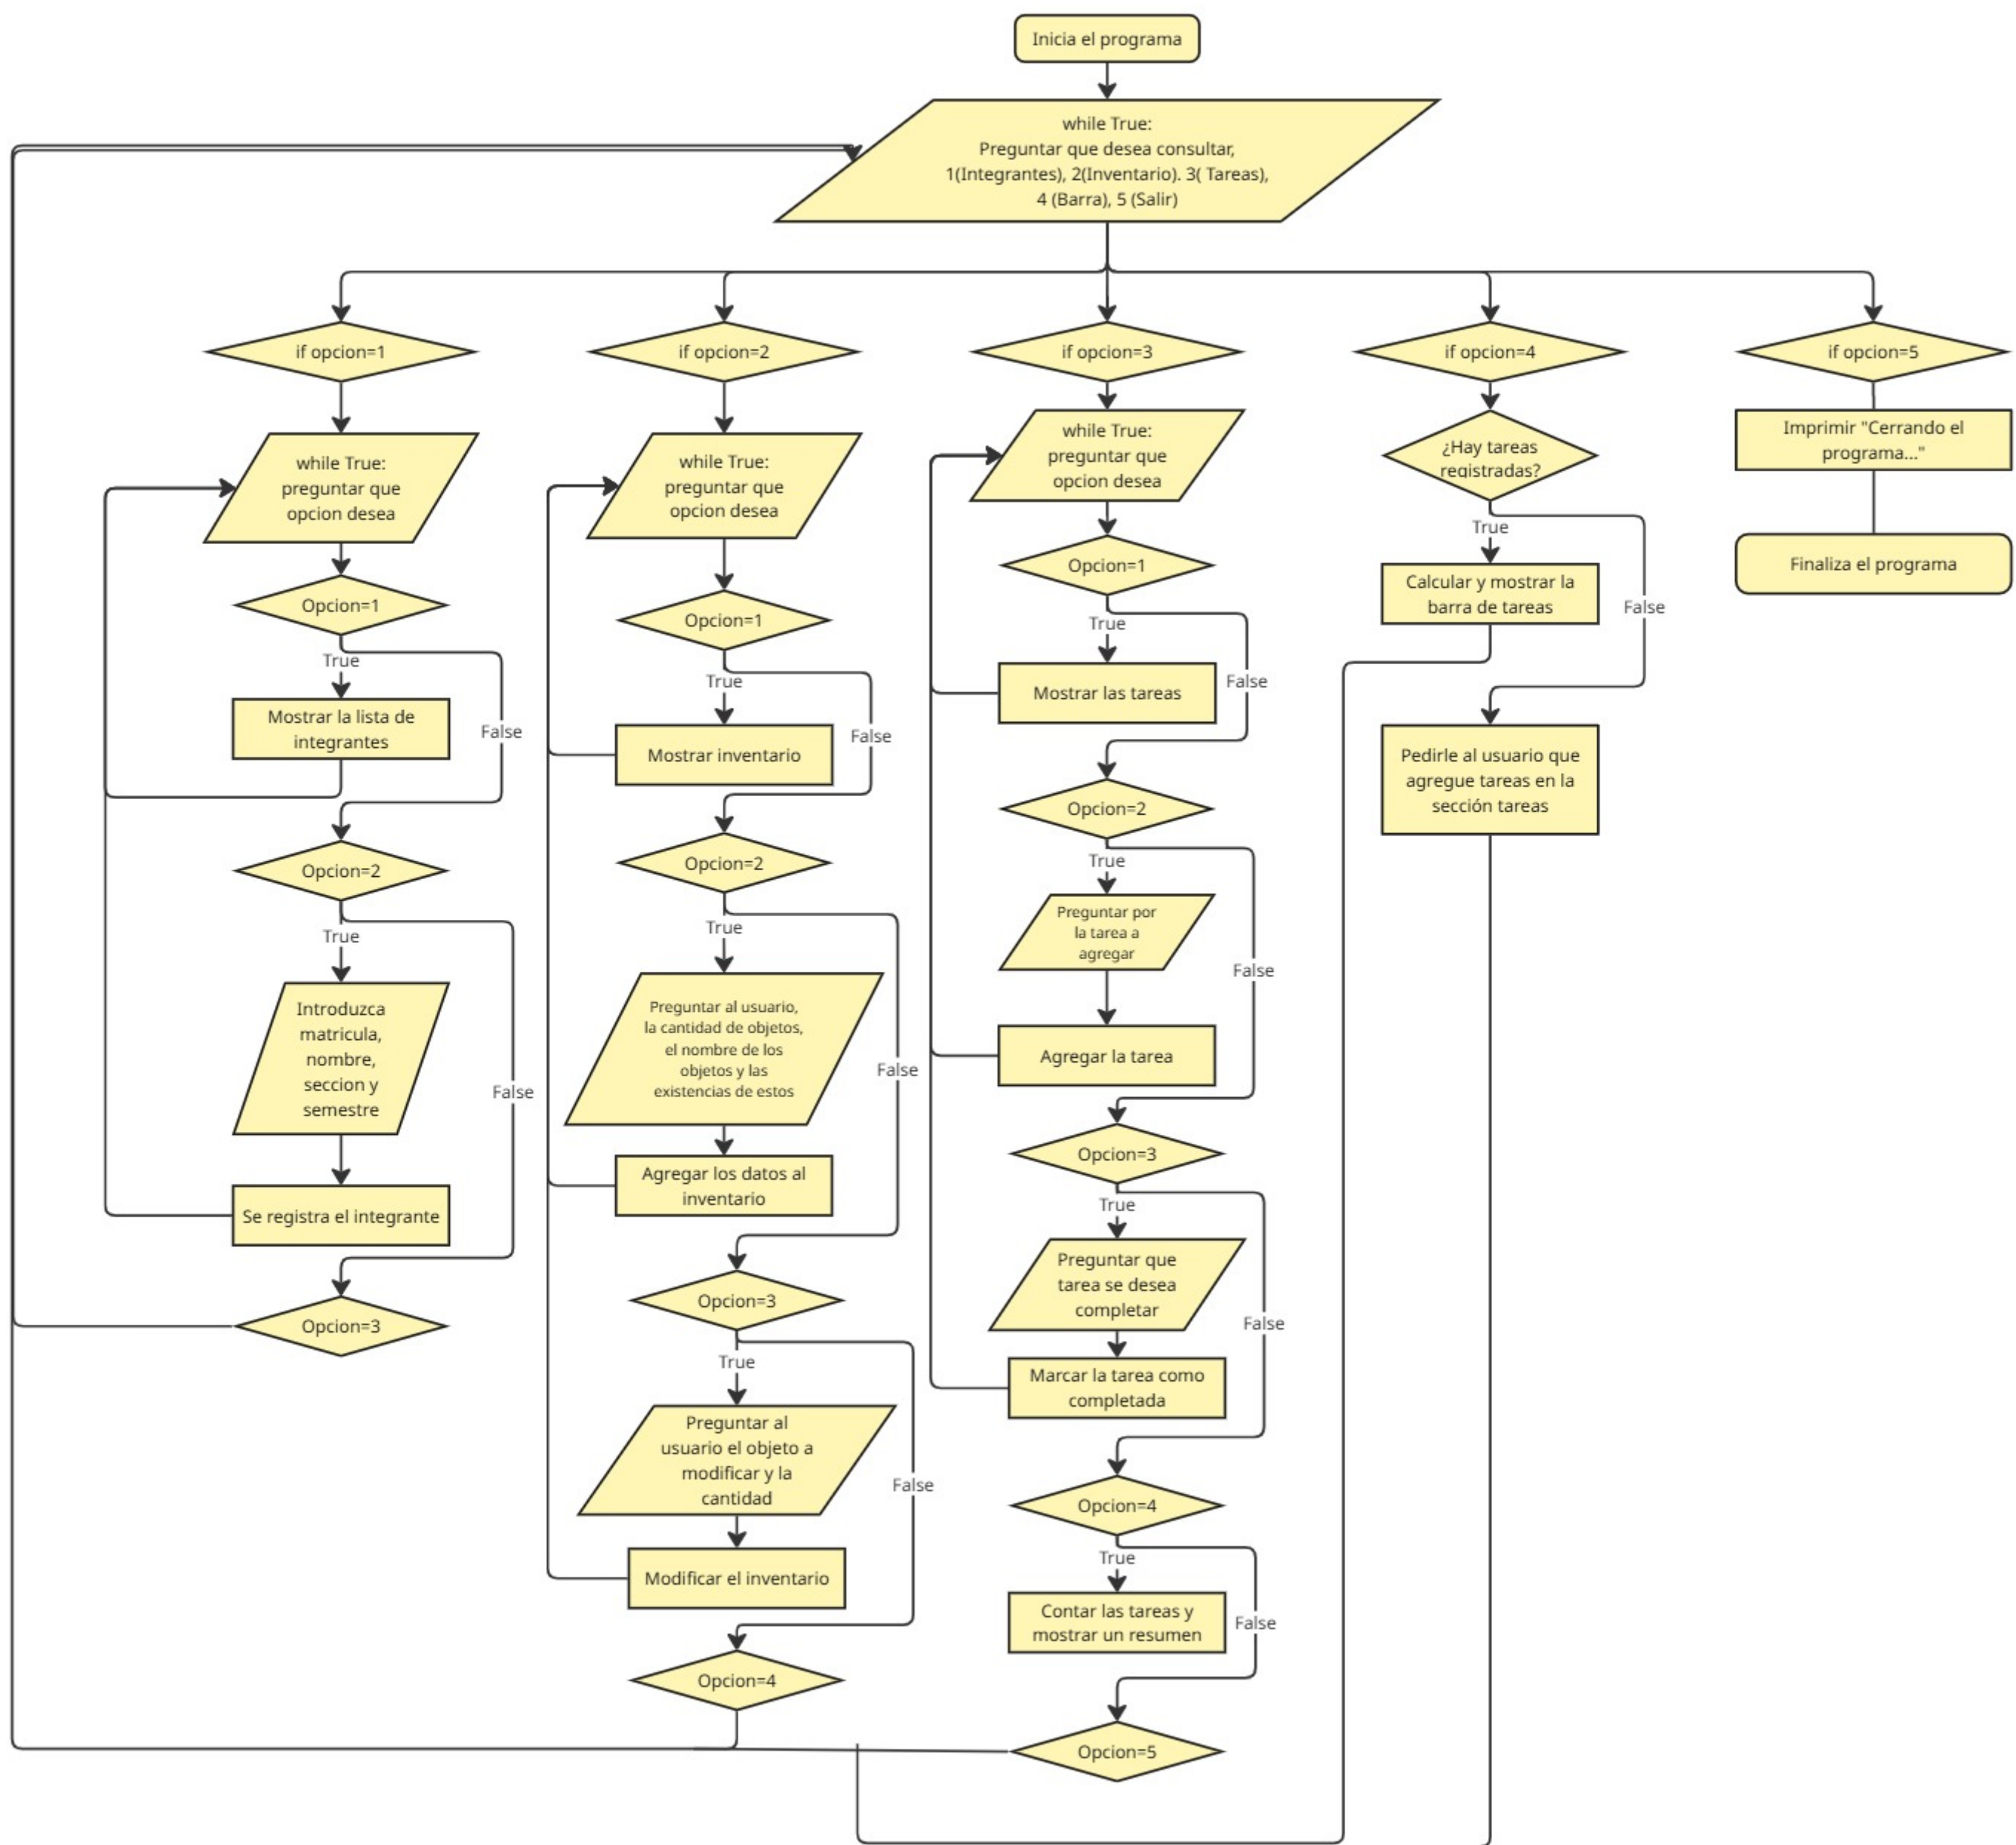 Inicia el programa
while True:
Preguntar que desea consultar,
1(Integrantes), 2(Inventario). 3( Tareas),
4 (Barra), 5 (Salir)
if opcion=1
if opcion=2
if opcion=3
if opcion=4
if opcion=5
while True:
preguntar que
opcion desea
Opcion=1
True
False
Mostrar la lista de
integrantes
Opcion=2
True
False
Introduzca
matricula,
nombre,
seccion y
semestre
Se registra el integrante
Opcion=3
while True:
preguntar que
opcion desea
Opcion=1
True
False
Mostrar inventario
Opcion=2
True
False
Preguntar al usuario,
la cantidad de objetos,
el nombre de los
objetos y las
existencias de estos
Agregar los datos al
inventario
Opcion=3
True
False
Preguntar al
usuario el objeto a
modificar y la
cantidad
Modificar el inventario
Opcion=4
while True:
preguntar que
opcion desea
Opcion=1
True
False
Mostrar las tareas
Opcion=2
True
False
Preguntar por
la tarea a
agregar
Agregar la tarea
Opcion=3
True
False
Preguntar que
tarea se desea
completar
Marcar la tarea como
completada
Opcion=4
True
False
Contar las tareas y
mostrar un resumen
Opcion=5
¿Hay tareas
registradas?
True
False
Calcular y mostrar la
barra de tareas
Pedirle al usuario que
agregue tareas en la
sección tareas
Imprimir "Cerrando el
programa..."
Finaliza el programa